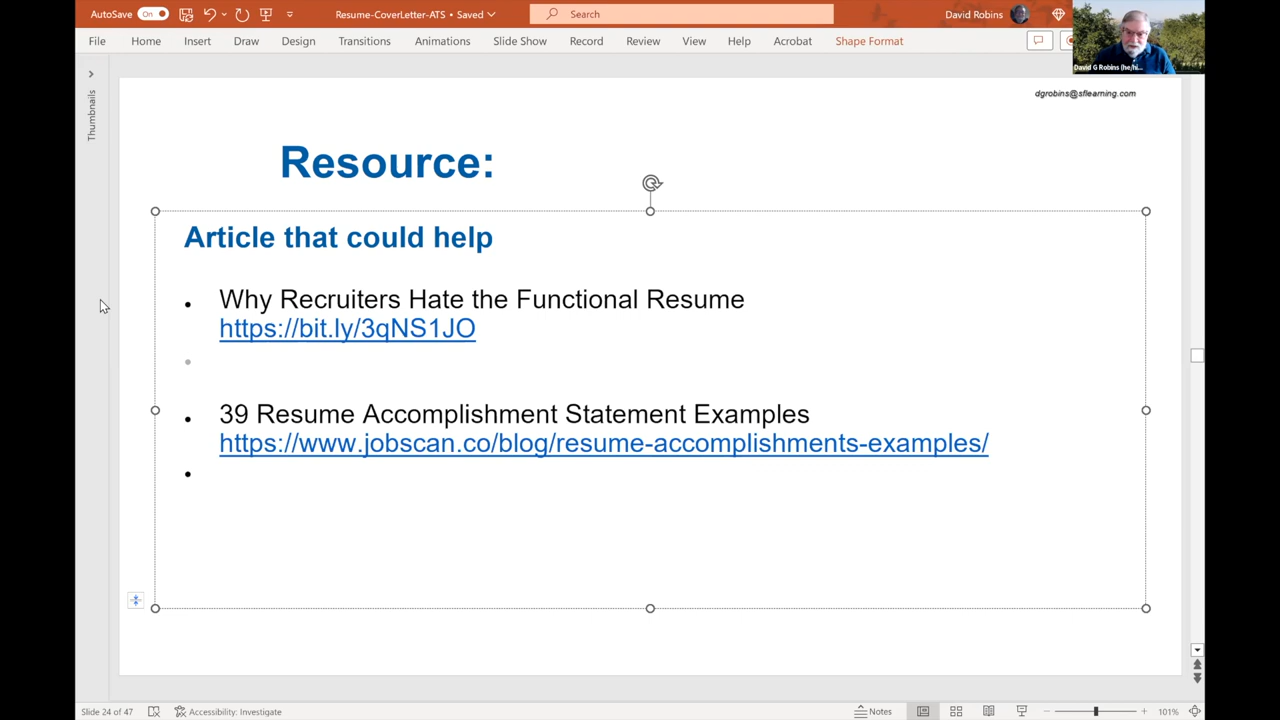 AutoSave On Resume-CoverLetter-ATS • Saved Search David Robins
File Home Insert Draw Design Transitions Animations Slide Show Record Review View Help Acrobat Shape Format
David G Robins (he/hi...
Thumbnails
dgrobins@sflearning.com
Resource:
Article that could help
• Why Recruiters Hate the Functional Resume
https://bit.ly/3qNS1JO
•
• 39 Resume Accomplishment Statement Examples
https://www.jobscan.co/blog/resume-accomplishments-examples/
•
Slide 24 of 47 Accessibility: Investigate Notes 101%